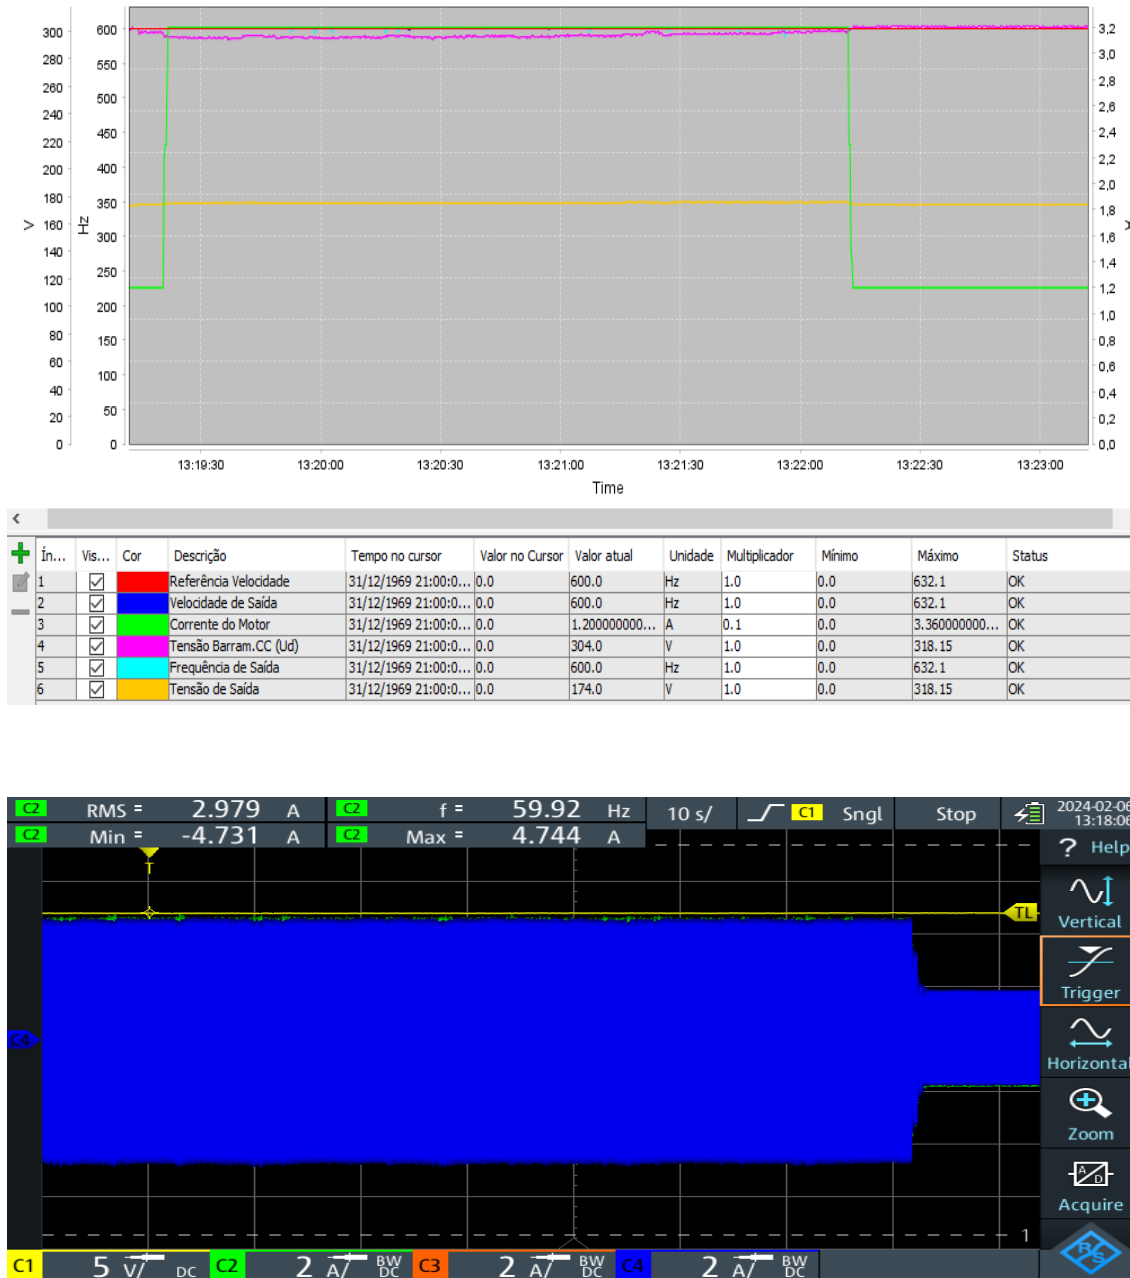 300 600 3,2
280 550 3,0
260 500 2,8
240 450 2,6
220 400 2,4
200 350 2,2
180 300 2,0
V 160 Hz 250 1,8 A
140 200 1,6
120 150 1,4
100 100 1,2
80 50 1,0
60 0 0,8
40 0,6
20 0,4
0 0,2
0,0
13:19:30 13:20:00 13:20:30 13:21:00 13:21:30 13:22:00 13:22:30 13:23:00
Time
Ín... Vis... Cor Descrição Tempo no cursor Valor no Cursor Valor atual Unidade Multiplicador Mínimo Máximo Status
1 Referência Velocidade 31/12/1969 21:00:0... 0.0 600.0 Hz 1.0 0.0 632.1 OK
2 Velocidade de Saída 31/12/1969 21:00:0... 0.0 600.0 Hz 1.0 0.0 632.1 OK
3 Corrente do Motor 31/12/1969 21:00:0... 0.0 1.200000000... A 0.1 0.0 3.360000000... OK
4 Tensão Barram.CC (Ud) 31/12/1969 21:00:0... 0.0 304.0 V 1.0 0.0 318.15 OK
5 Frequência de Saída 31/12/1969 21:00:0... 0.0 600.0 Hz 1.0 0.0 632.1 OK
6 Tensão de Saída 31/12/1969 21:00:0... 0.0 174.0 V 1.0 0.0 318.15 OK
C2 RMS = 2.979 A C2 f = 59.92 Hz 10 s/ C1 Sngl Stop 2024-02-06
C2 Min = -4.731 A C2 Max = 4.744 A 13:18:06
? Help
T
Vertical
TL
Trigger
C4
Horizontal
Zoom
A D
Acquire
1
R&S
C1 5 V/ DC C2 2 A/ BW DC C3 2 A/ BW DC C4 2 A/ BW DC